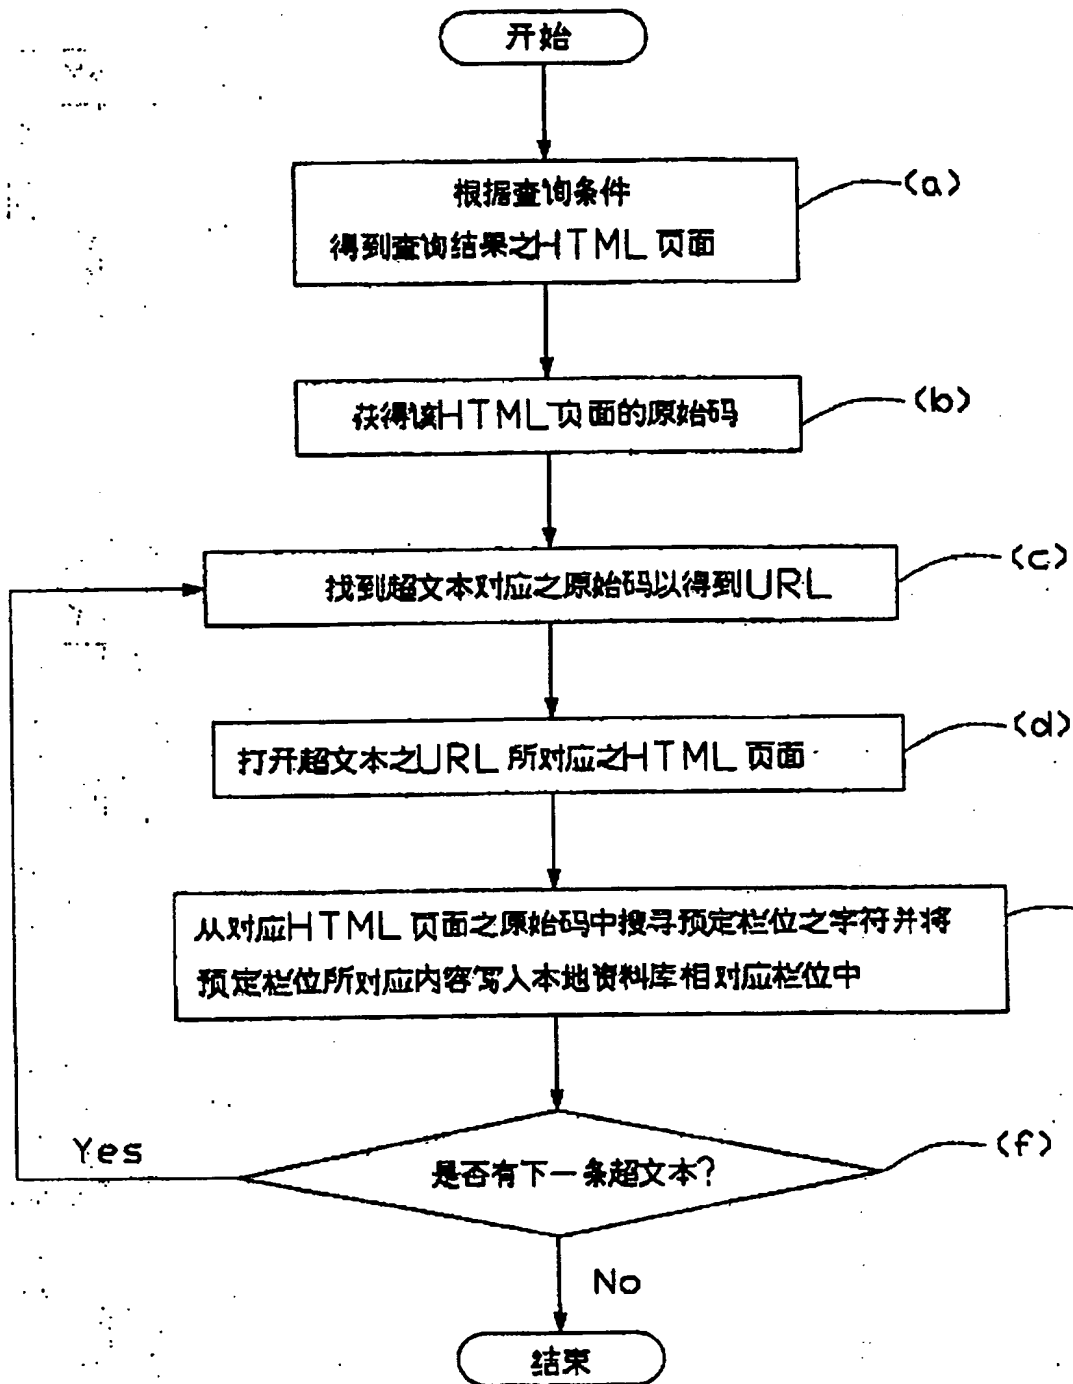 开始
根据查询条件
得到查询结果之HTML页面
(a)
获得该HTML页面的原始码
(b)
找到超文本对应之原始码以得到URL
(c)
打开超文本之URL所对应之HTML页面
(d)
从对应HTML页面之原始码中搜寻预定栏位之字符并将
预定栏位所对应内容写入本地资料库相对应栏位中
是否有下一条超文本?
(f)
Yes
No
结束